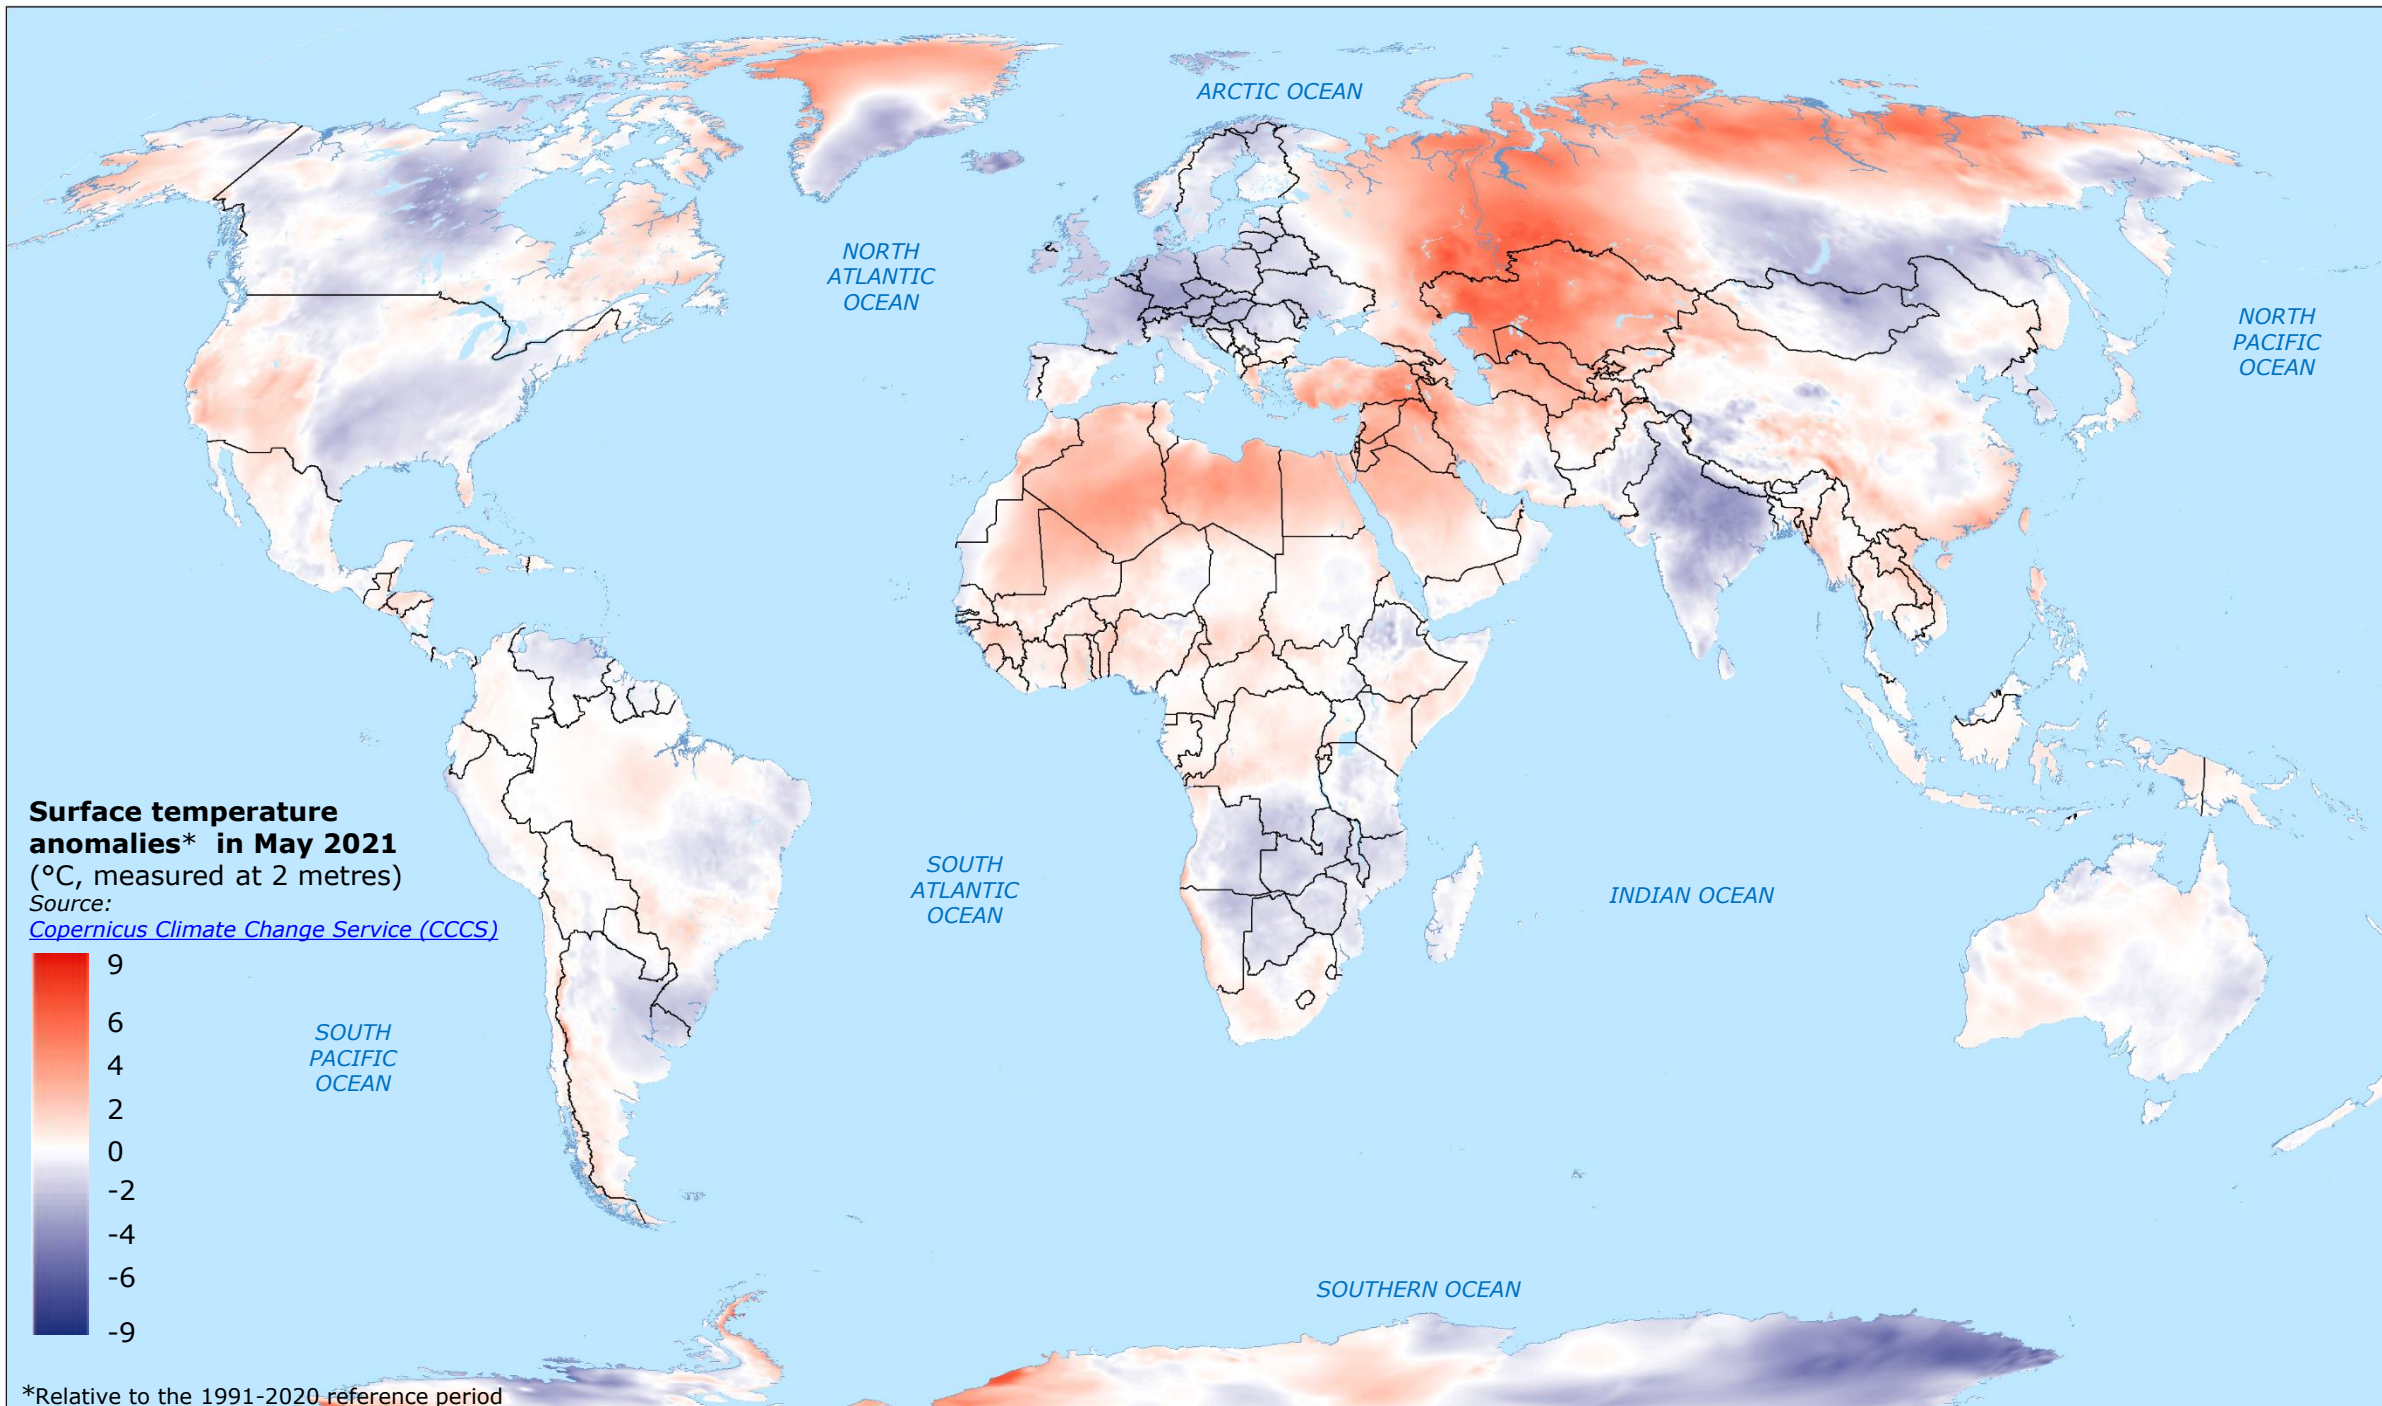 ARCTIC OCEAN
NORTH
ATLANTIC
OCEAN
NORTH
PACIFIC
OCEAN
Surface temperature
anomalies*  in May 2021
(°C, measured at 2 metres)
Source:
Copernicus Climate Change Service (CCCS)
9
6
4
2
0
-2
-4
-6
-9
SOUTH
ATLANTIC
OCEAN
INDIAN OCEAN
SOUTH
PACIFIC
OCEAN
SOUTHERN OCEAN
*Relative to the 1991-2020 reference period